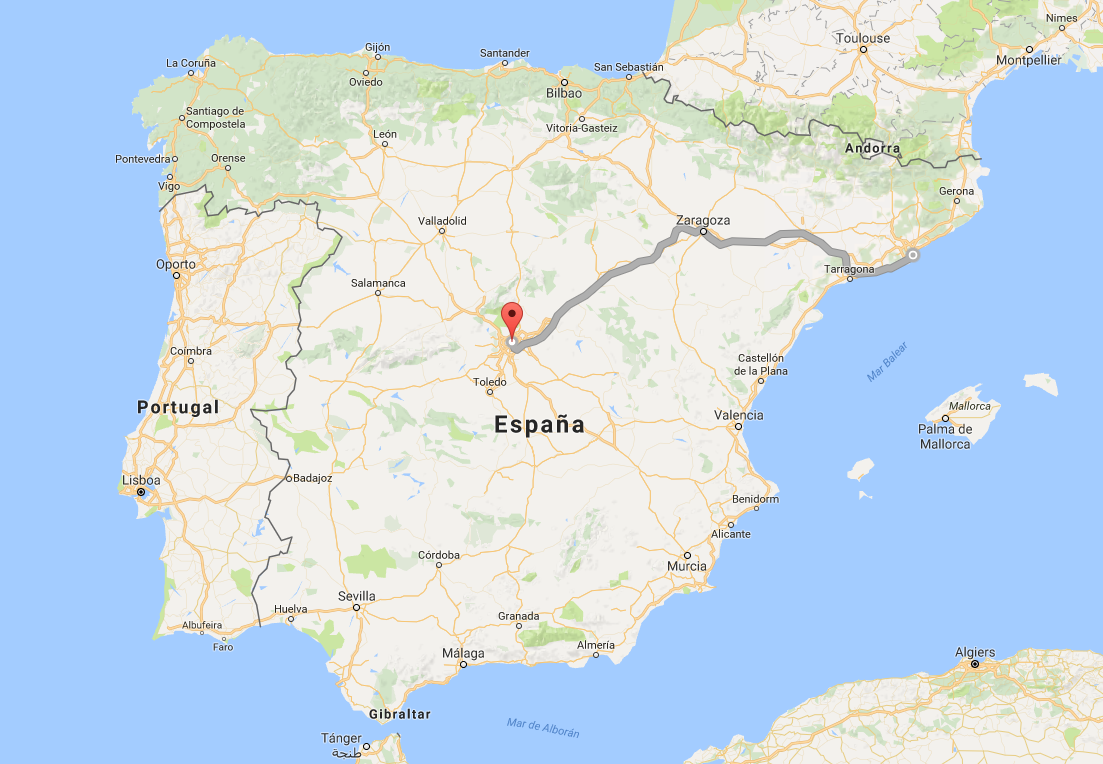 Nimes
Toulouse
Montpellier
Gijón
La Coruña
Santander
San Sebastián
Oviedo
Bilbao
Santiago de
Compostela
Vitoria-Gasteiz
León
Andorra
Pontevedra
Orense
Vigo
Gerona
Valladolid
Zaragoza
Oporto
Tarragona
Salamanca
Coímbra
Castellón
de la Plana
Mar Balear
Toledo
Portugal
España
Valencia
Mallorca
Palma de
Mallorca
Lisboa
Badajoz
Benidorm
Alicante
Córdoba
Murcia
Sevilla
Huelva
Granada
Albufeira
Faro
Almería
Málaga
Algiers
Gibraltar
Mar de Alborán
Tánger
طنجة